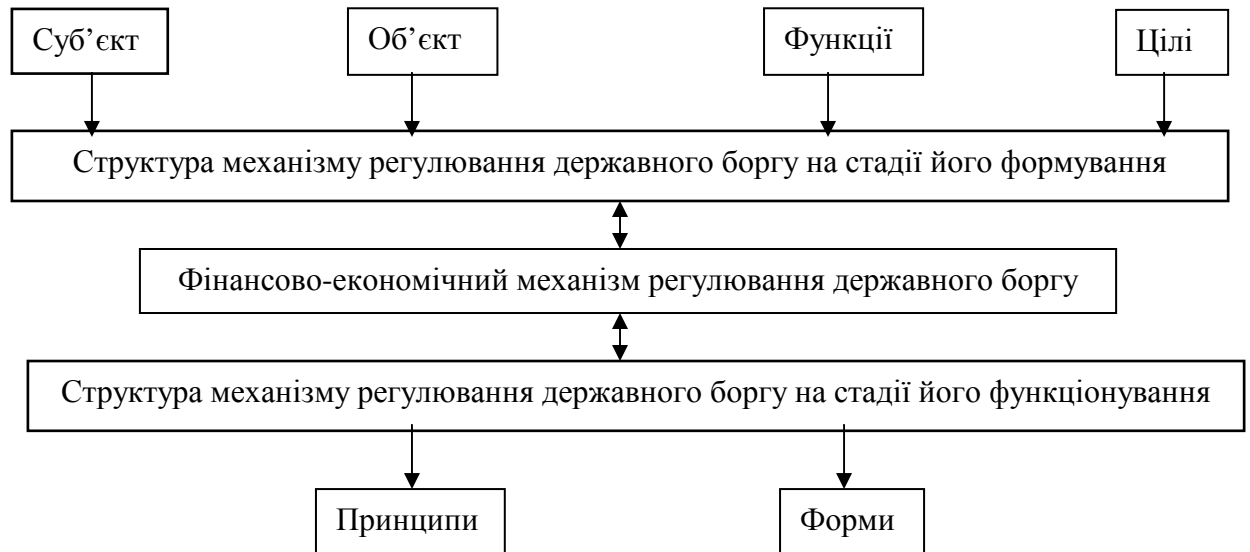 Суб’єкт Об’єкт Функції Цілі
Структура механізму регулювання державного боргу на стадії його формування
Фінансово-економічний механізм регулювання державного боргу
Структура механізму регулювання державного боргу на стадії його функціонування
Принципи Форми